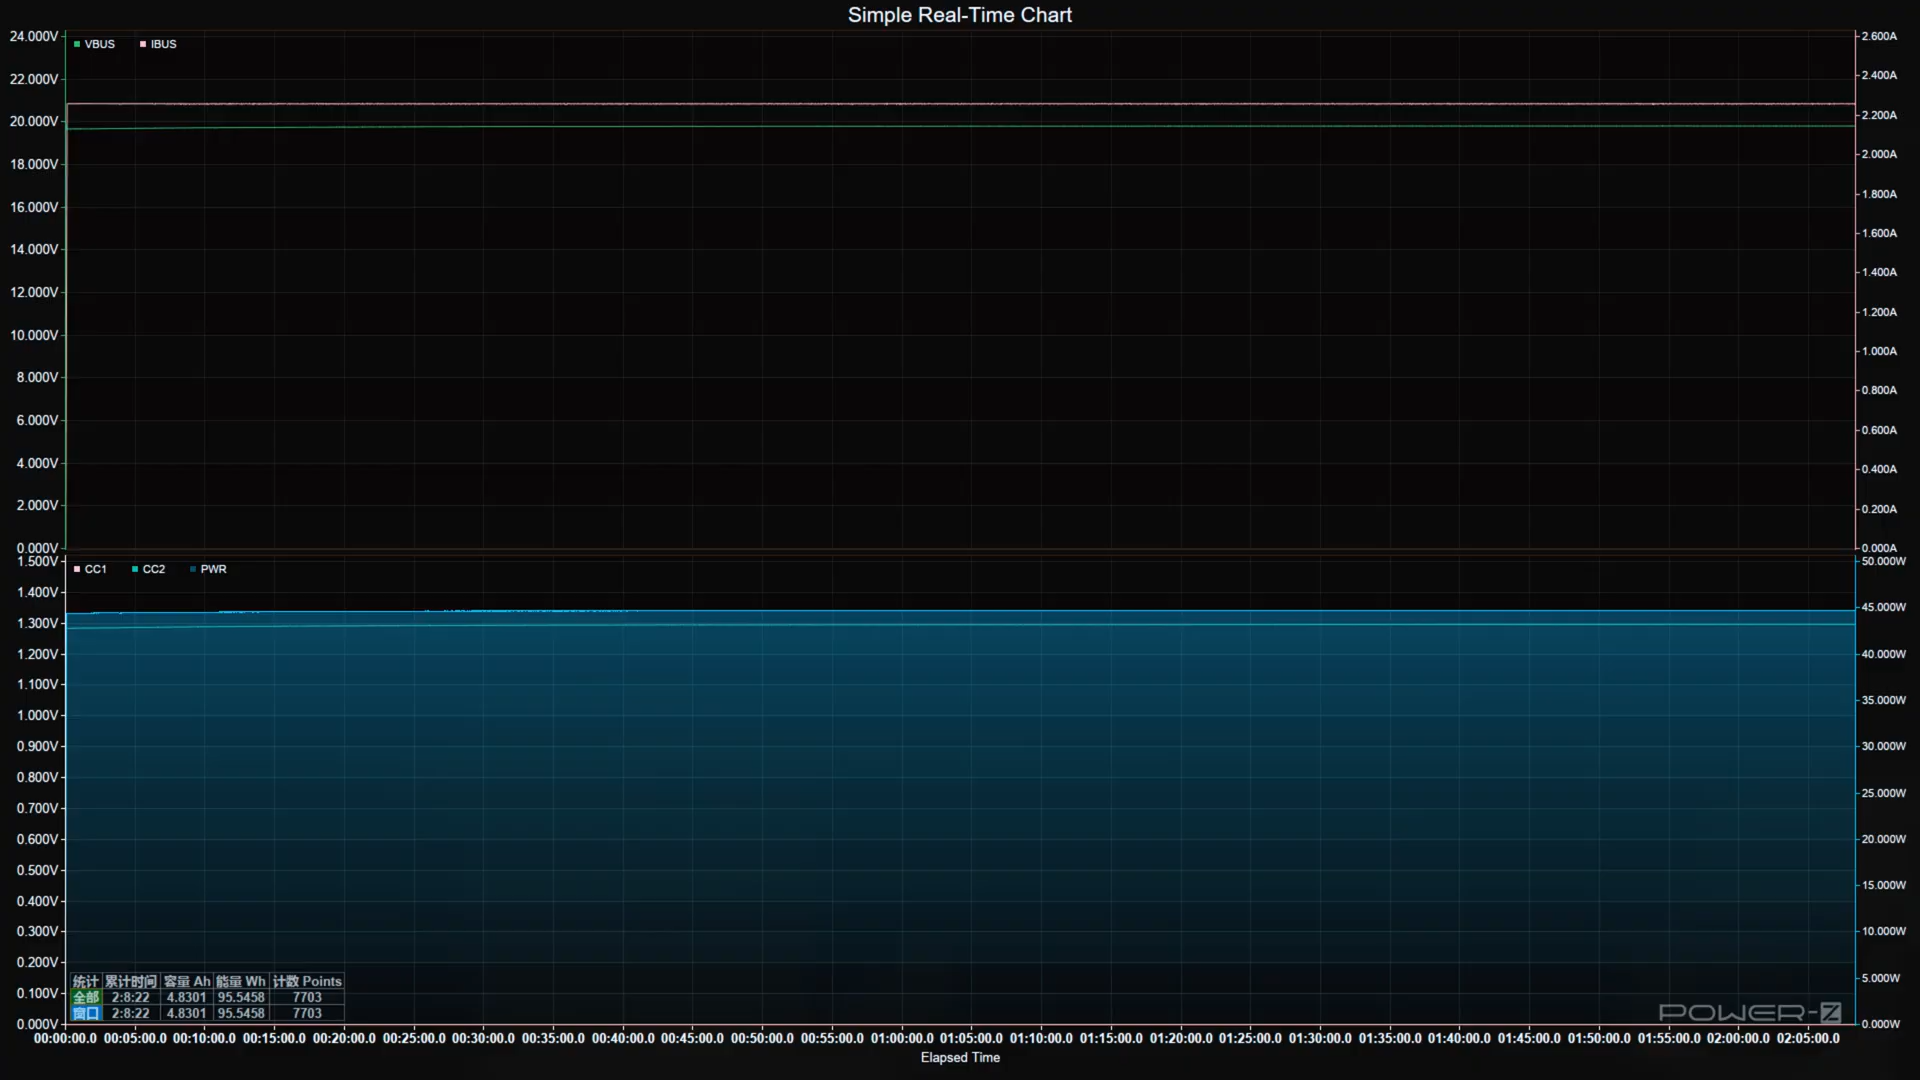 Simple Real-Time Chart
VBUS IBUS
24.000V
22.000V
20.000V
18.000V
16.000V
14.000V
12.000V
10.000V
8.000V
6.000V
4.000V
2.000V
0.000V
2.600A
2.400A
2.200A
2.000A
1.800A
1.600A
1.400A
1.200A
1.000A
0.800A
0.600A
0.400A
0.200A
0.000A
CC1 CC2 PWR
1.500V
1.400V
1.300V
1.200V
1.100V
1.000V
0.900V
0.800V
0.700V
0.600V
0.500V
0.400V
0.300V
0.200V
0.100V
0.000V
50.000W
45.000W
40.000W
35.000W
30.000W
25.000W
20.000W
15.000W
10.000W
5.000W
0.000W
统计 累计时间 容量 Ah 能量 Wh 计数 Points
全部 2:8:22 4.8301 95.5458 7703
窗口 2:8:22 4.8301 95.5458 7703
POWER-Z
00:00:00.0 00:05:00.0 00:10:00.0 00:15:00.0 00:20:00.0 00:25:00.0 00:30:00.0 00:35:00.0 00:40:00.0 00:45:00.0 00:50:00.0 00:55:00.0 01:00:00.0 01:05:00.0 01:10:00.0 01:15:00.0 01:20:00.0 01:25:00.0 01:30:00.0 01:35:00.0 01:40:00.0 01:45:00.0 01:50:00.0 01:55:00.0 02:00:00.0 02:05:00.0
Elapsed Time